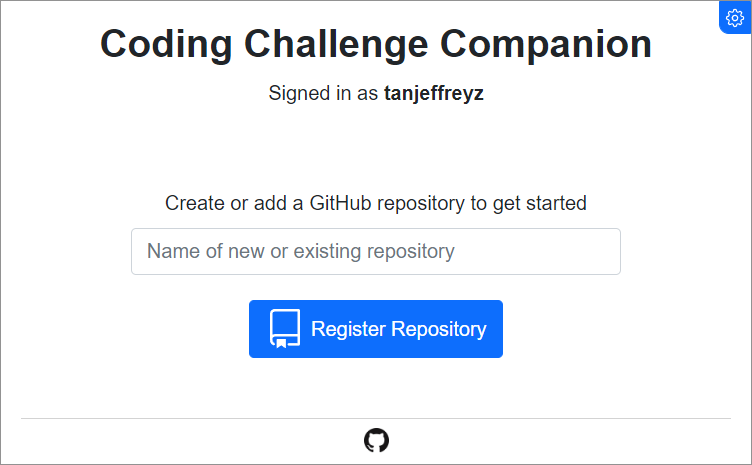 Coding Challenge Companion
Signed in as tanjeffreyz
Create or add a GitHub repository to get started
Name of new or existing repository
Register Repository